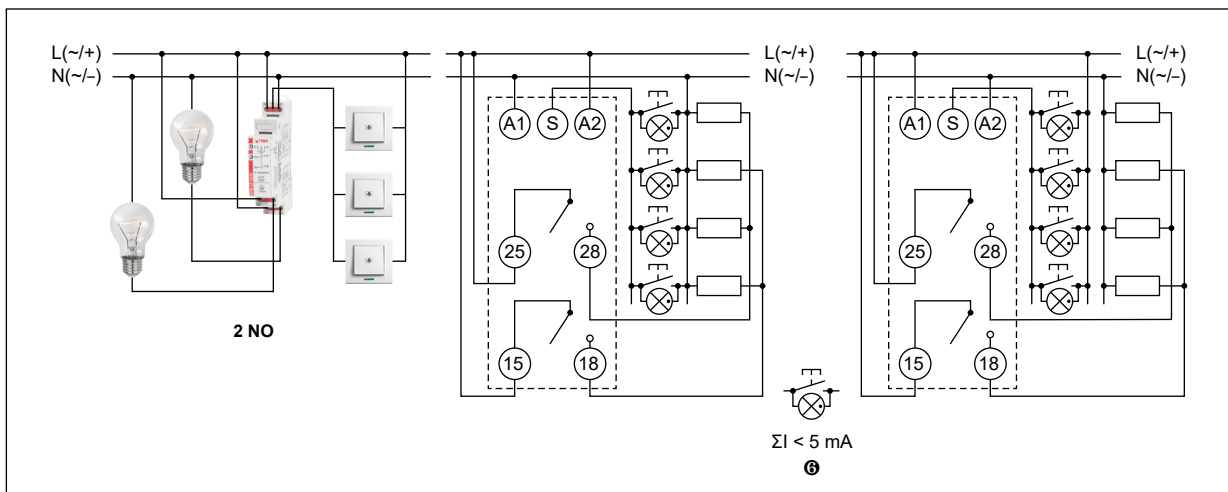 L(~/+)
N(~/–)
L(~/+)
N(~/–)
L(~/+)
N(~/–)
A1 S A2
A1 S A2
25 28
25 28
15 18
15 18
2 NO
ΣI < 5 mA
❻